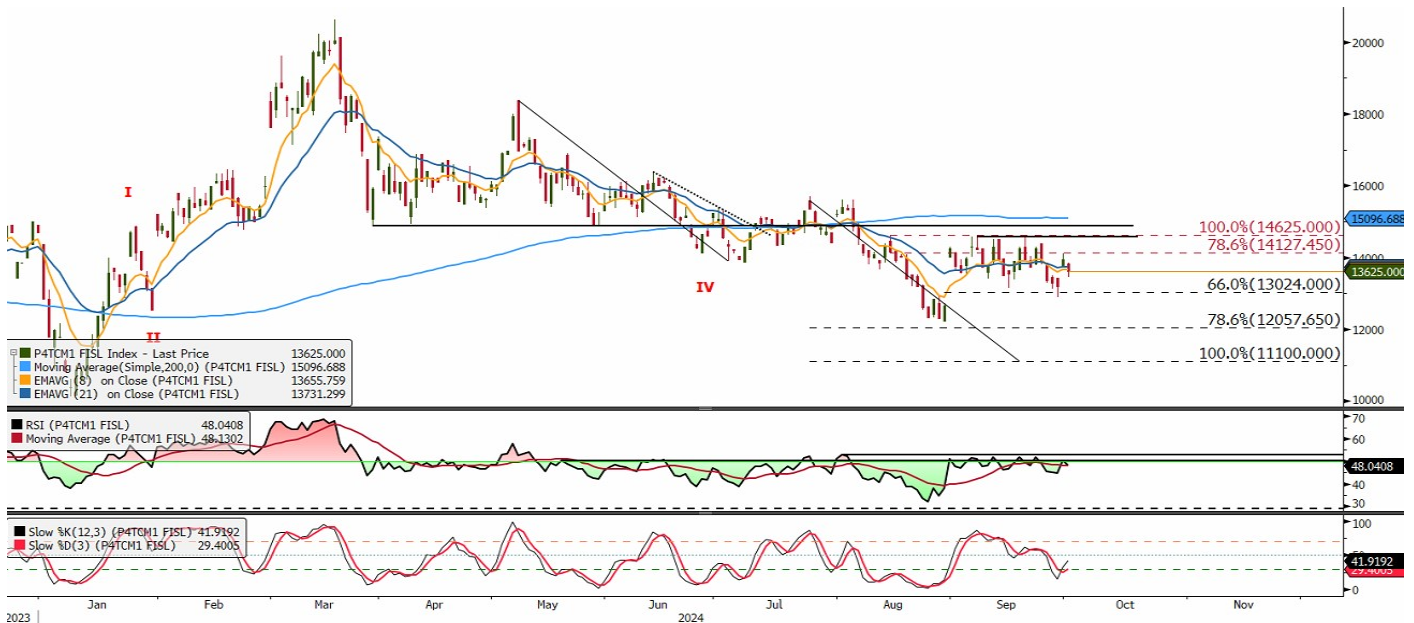 20000
18000
16000
I
15096.688
100.0%(14625.000)
78.6%(14127.450)
14000
13625.000
66.0%(13024.000)
IV
II
78.6%(12057.650)
12000
100.0%(11100.000)
10000
P4TCM1 FISL Index - Last Price 13625.000
Moving Average(Simple,200,0) (P4TCM1 FISL) 15096.688
EMAVG (8) on Close (P4TCM1 FISL) 13655.759
EMAVG (21) on Close (P4TCM1 FISL) 13731.299
RSI (P4TCM1 FISL) 48.0408
Moving Average (P4TCM1 FISL) 48.1302
70
60
48.0408
40
30
Slow %K(12,3) (P4TCM1 FISL) 41.9192
Slow %D(3) (P4TCM1 FISL) 29.4005
100
41.9192
29.4005
0
Jan Feb Mar Apr May Jun Jul Aug Sep Oct Nov
2023 2024